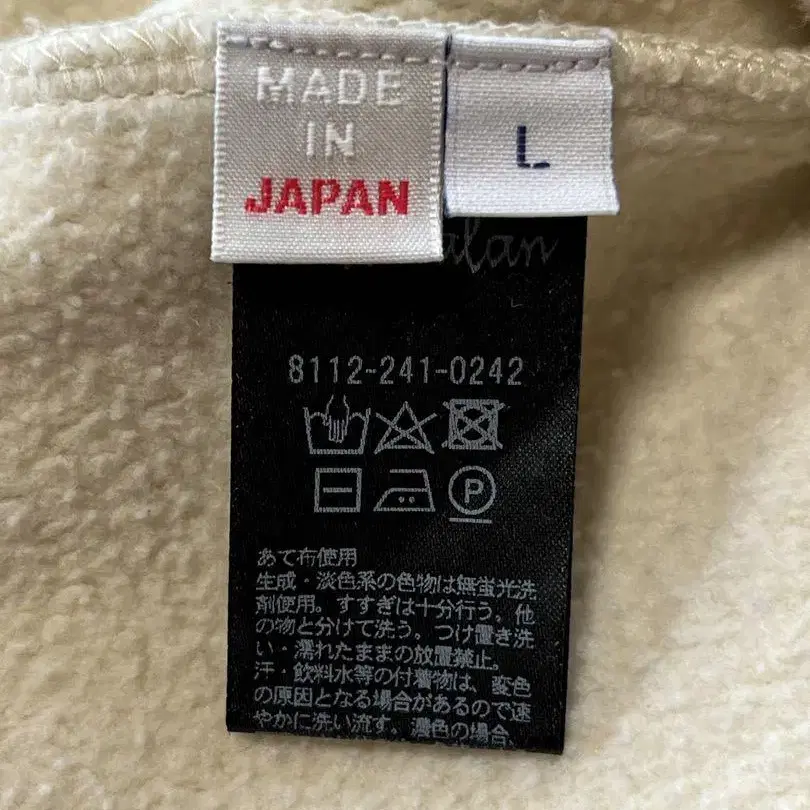 MADE
IN
JAPAN
L
8112-241-0242
P
あて布使用
生成・淡色系の色物は無蛍光洗
剤使用。すすぎは十分行う。他
の物と分けて洗う。つけ置き洗
い・濡れたままの放置禁止。
汗・飲料水等の付着物は、変色
の原因となる場合があるので速
やかに洗い流す。濃色の場合、